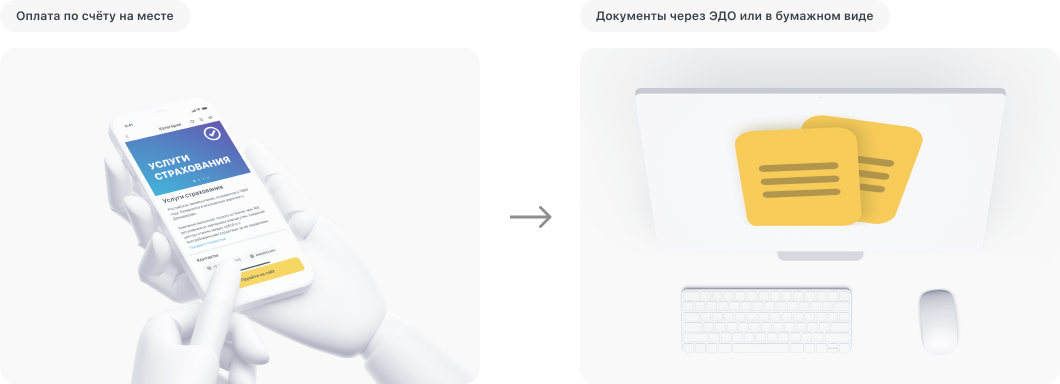 Оплата по счёту на месте
Документы через ЭДО или в бумажном виде
9:41
Категория
УСЛУГИ
СТРАХОВАНИЯ
Услуги страхования
Контакты
Перейти на сайт